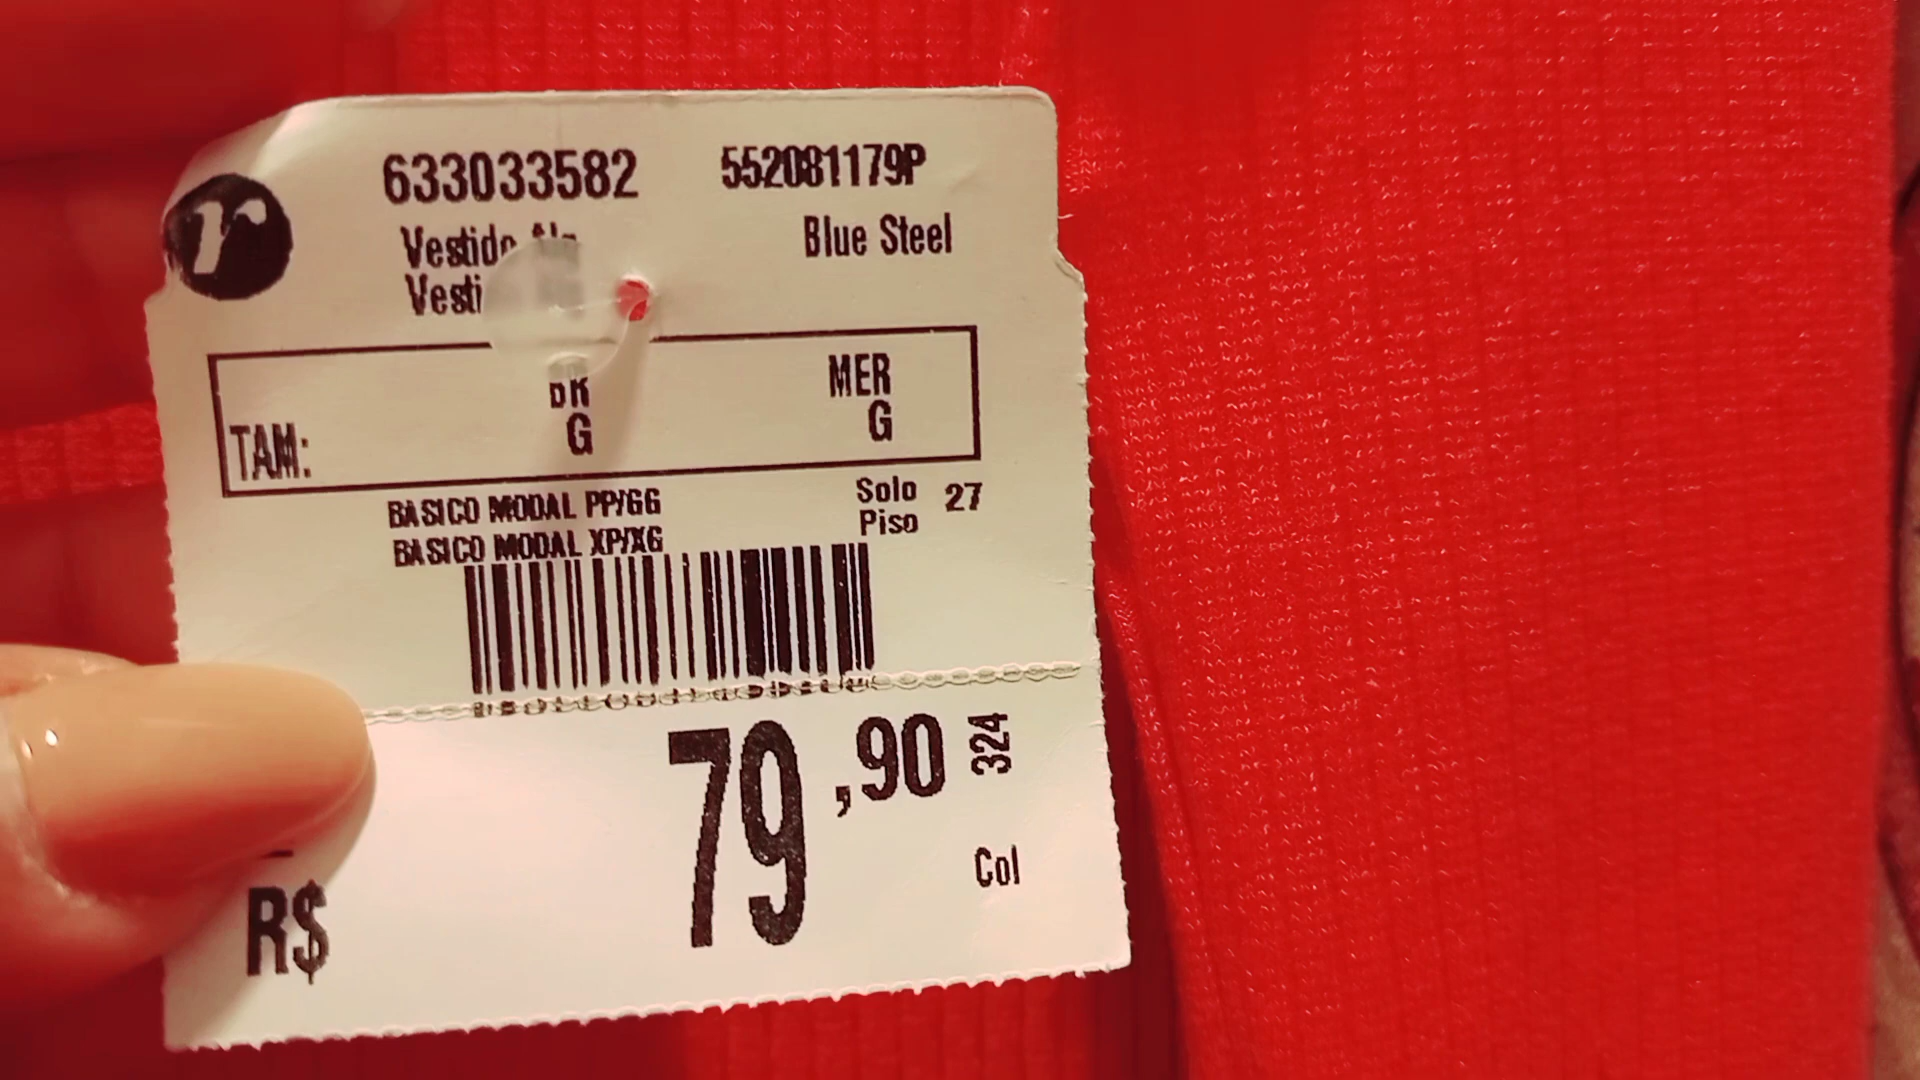 r
633033582 552081179P
Vestido Blue Steel
BR MER
TAM: G G
BASICO MODAL PP/GG Solo 27
BASICO MODAL XP/XG Piso
79,90 324
Col
R$